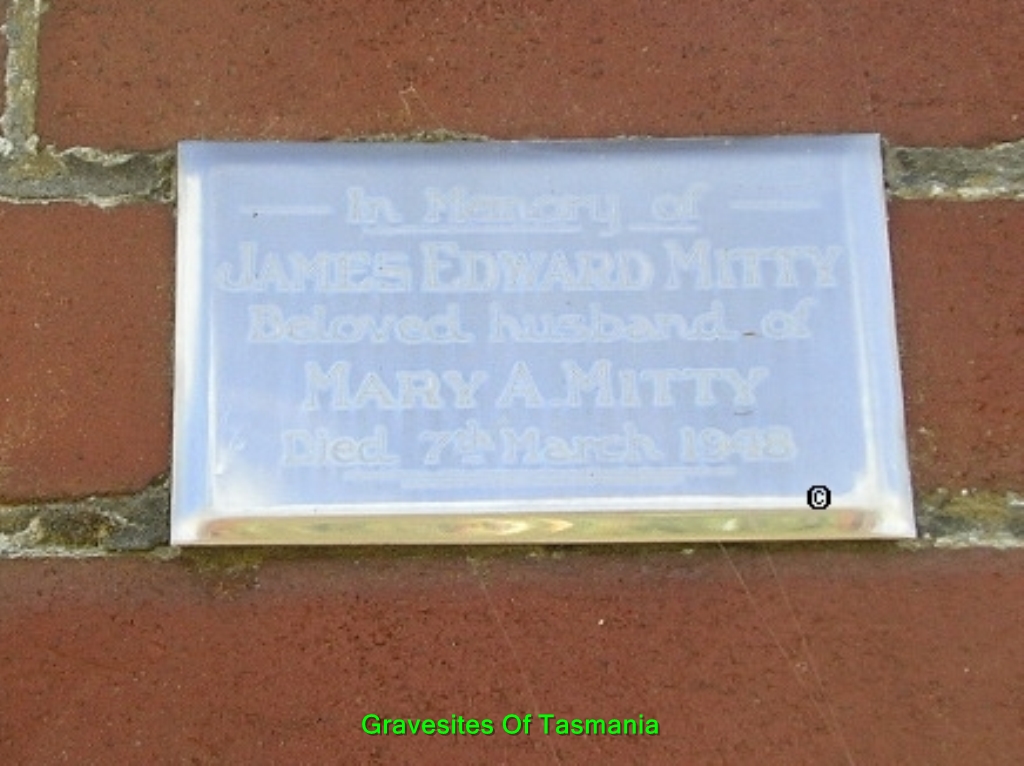 In Memory of
JAMES EDWARD MITTY
Beloved husband of
MARY A. MITTY
Died 7th March 1948
©
Gravesites Of Tasmania